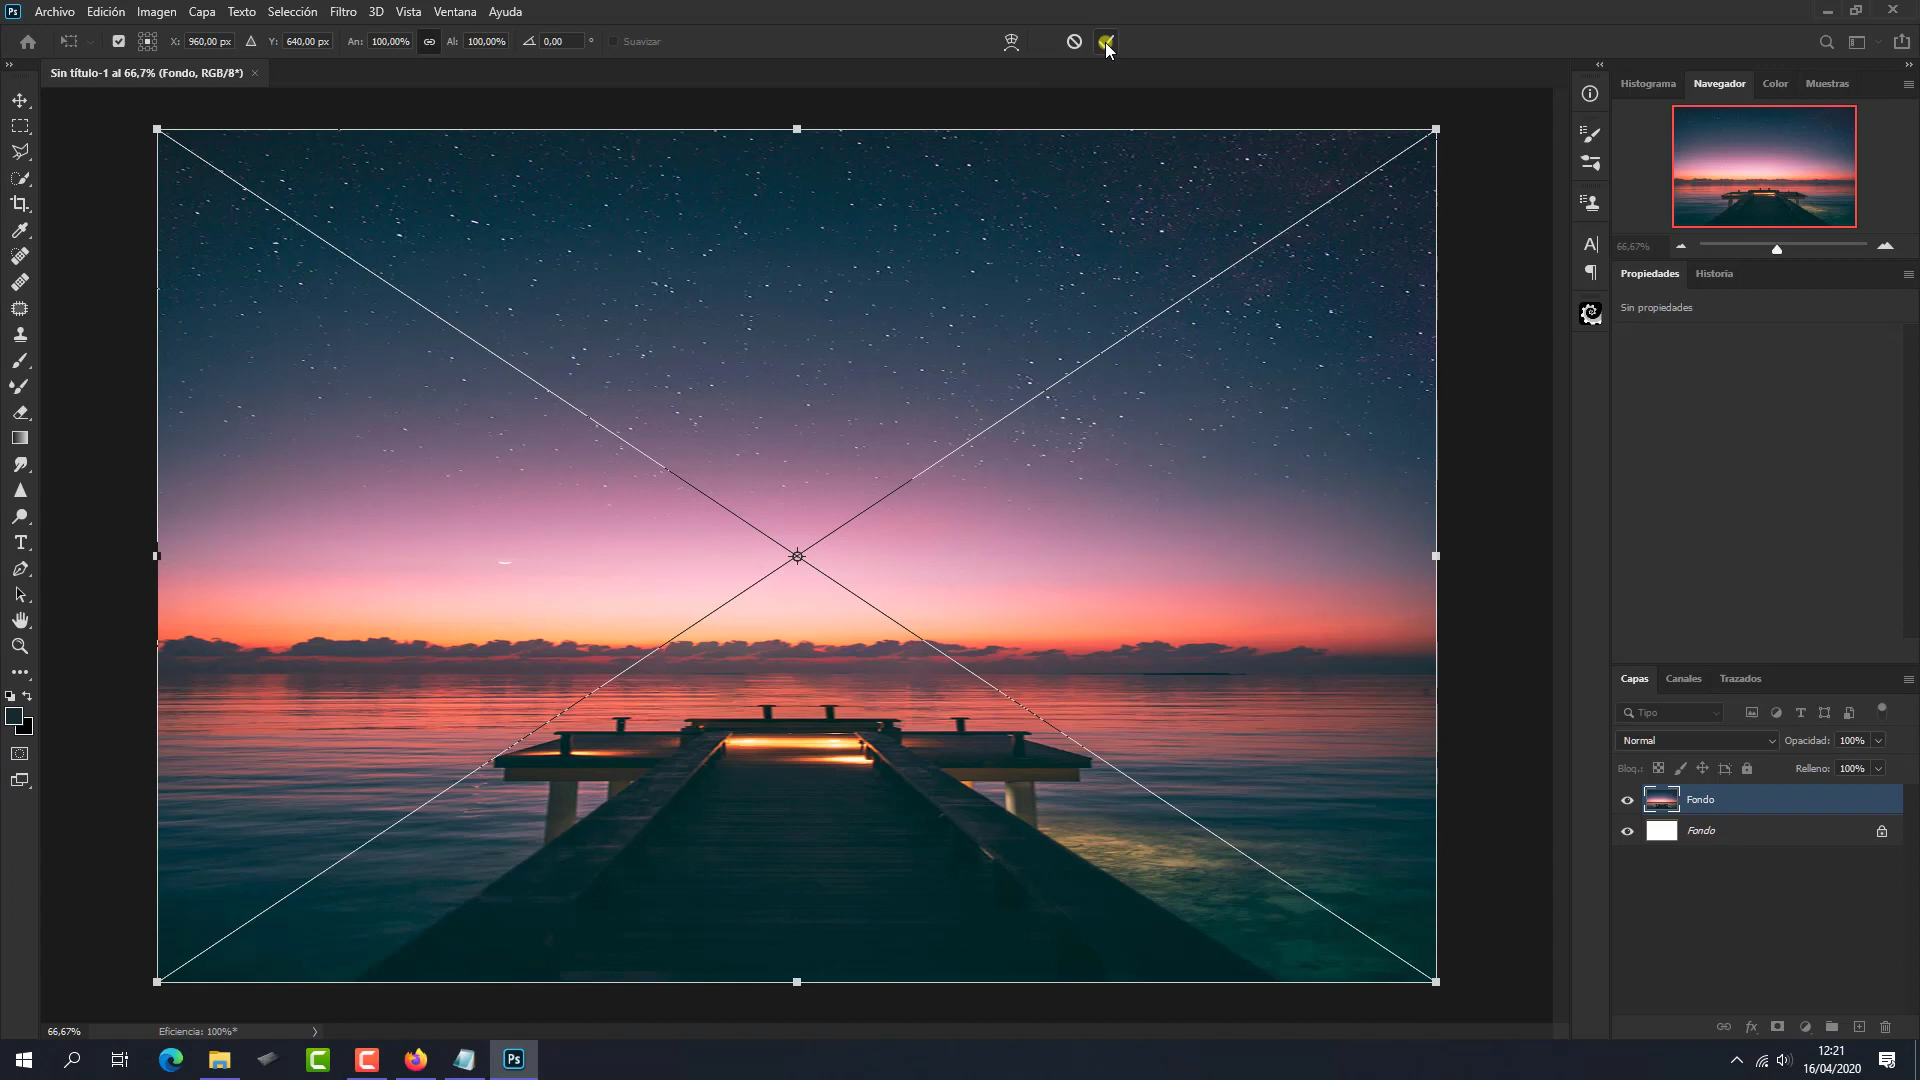 Ps Archivo Edición Imagen Capa Texto Selección Filtro 3D Vista Ventana Ayuda
X: 960,00 px Y: 640,00 px An: 100,00% Al: 100,00% 0,00 ° Suavizar
Sin título-1 al 66,7% (Fondo, RGB/8*) ×
Histograma Navegador Color Muestras
66,67%
Propiedades Historia
Sin propiedades
Capas Canales Trazados
Tipo
Normal Opacidad: 100%
Bloq.: Relleno: 100%
Fondo
Fondo
66,67% Eficiencia: 100%*
Ps
12:21
16/04/2020